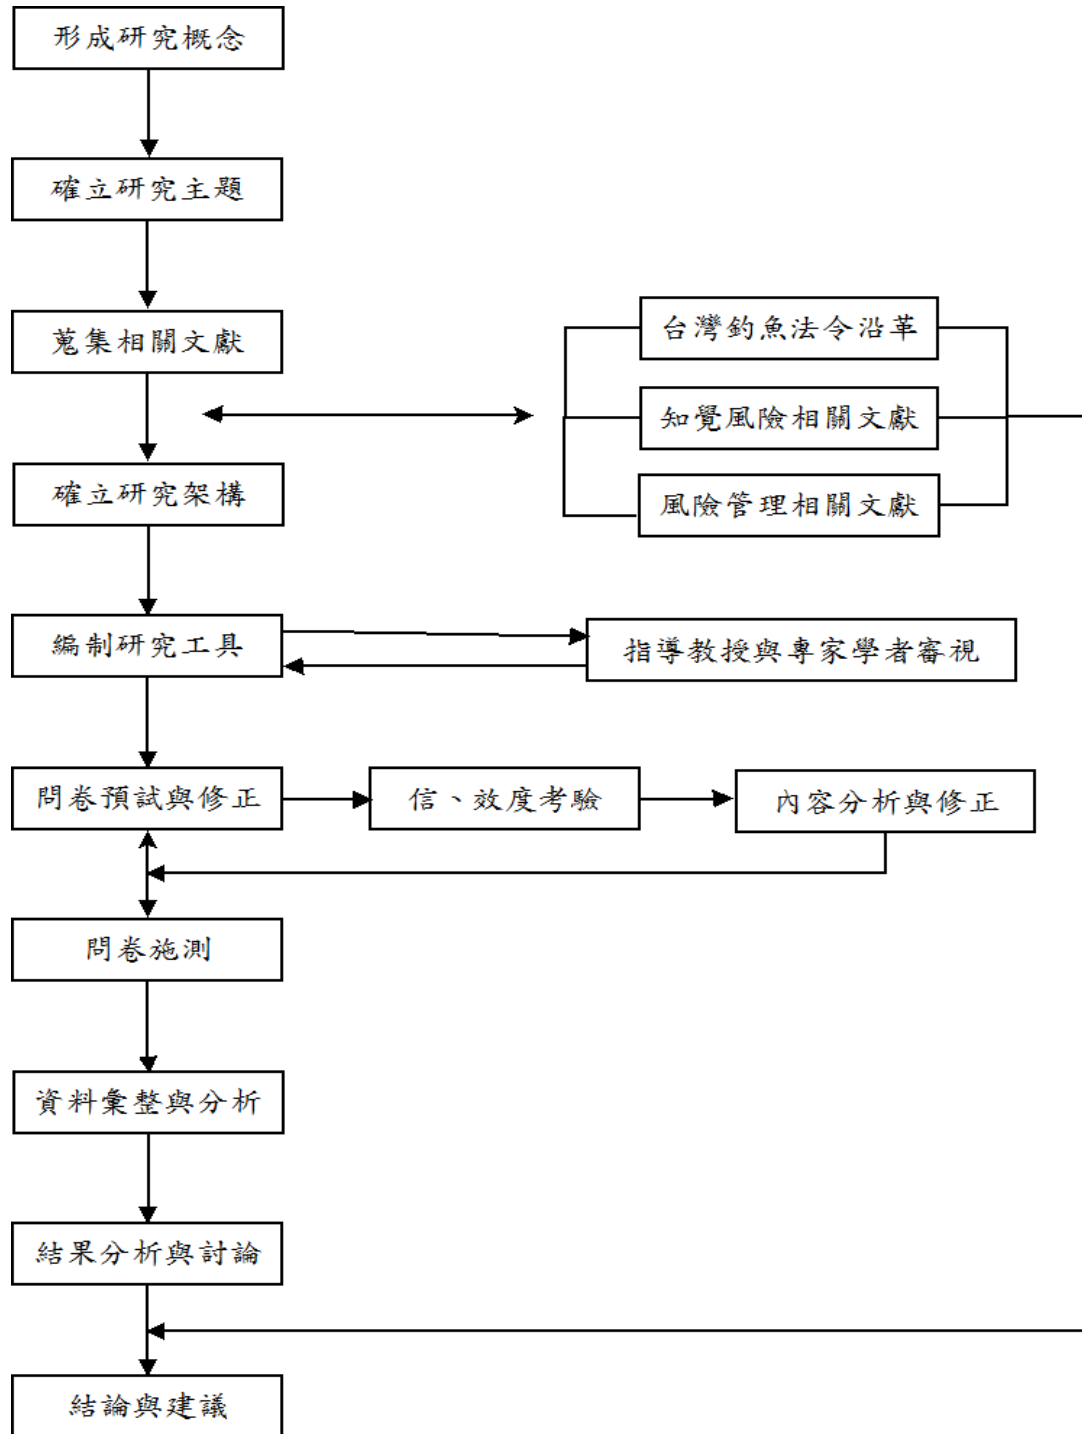 形成研究概念
確立研究主題
蒐集相關文獻
台灣釣魚法令沿革
知覺風險相關文獻
確立研究架構
風險管理相關文獻
編制研究工具
指導教授與專家學者審視
問卷預試與修正
信、效度考驗
內容分析與修正
問卷施測
資料彙整與分析
結果分析與討論
結論與建議